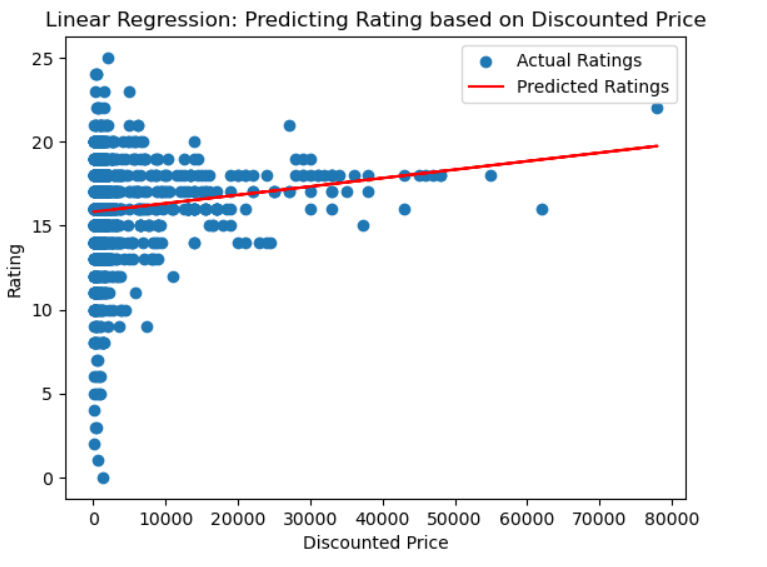 Linear Regression: Predicting Rating based on Discounted Price
Actual Ratings
Predicted Ratings
25
20
15
10
5
0
Rating
0 10000 20000 30000 40000 50000 60000 70000 80000
Discounted Price